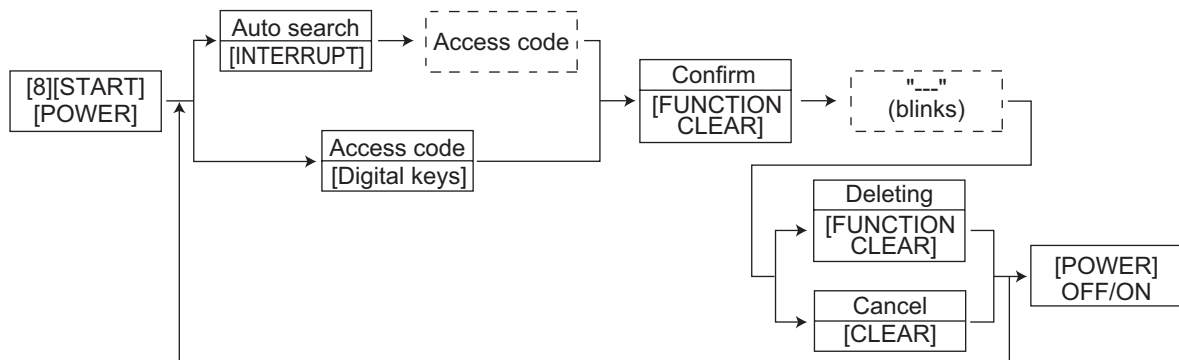 [8][START]
[POWER]
Auto search
[INTERRUPT]
Access code
Access code
[Digital keys]
Confirm
[FUNCTION
CLEAR]
"---"
(blinks)
Deleting
[FUNCTION
CLEAR]
Cancel
[CLEAR]
[POWER]
OFF/ON